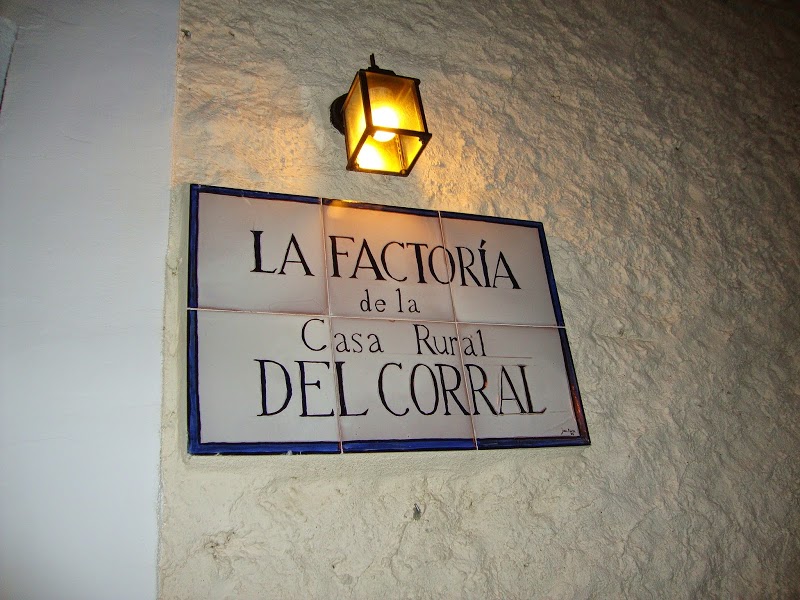 LA FACTORÍA
de la
Casa Rural
DEL CORRAL